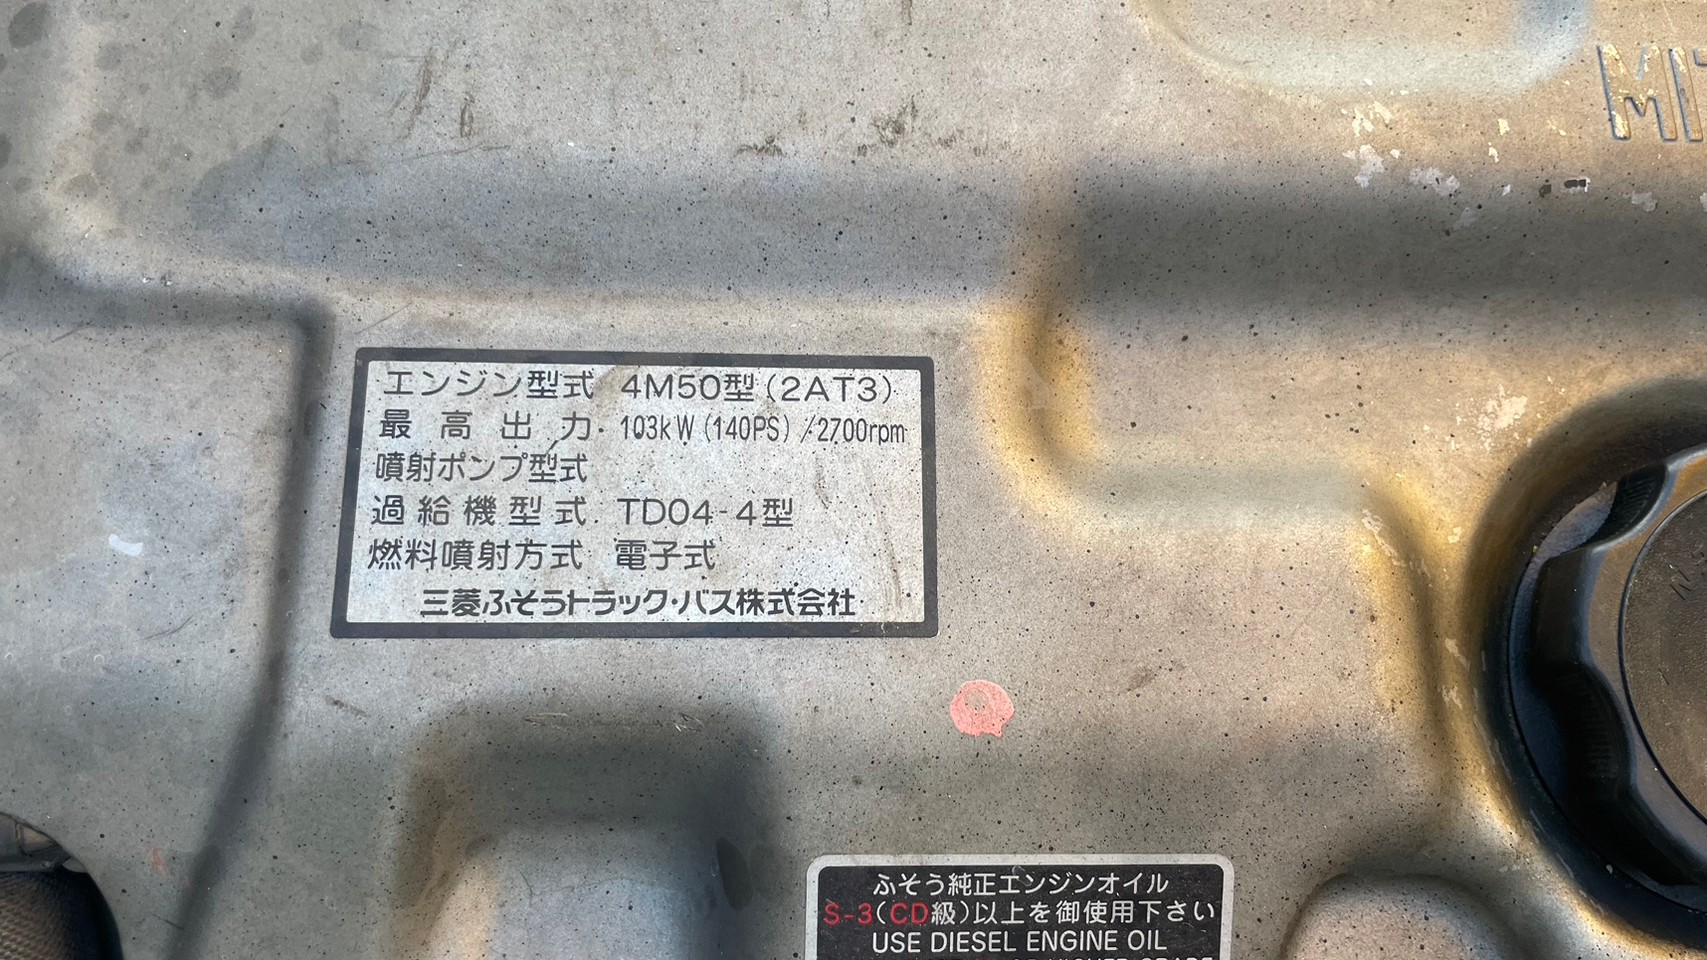 MIT
エンジン型式 4M50型(2AT3)
最高出力 103kW(140PS)/2700rpm
噴射ポンプ型式
過給機型式 TD04-4型
燃料噴射方式 電子式
三菱ふそうトラック・バス株式会社
ふそう純正エンジンオイル
S-3(CD級)以上を御使用下さい
USE DIESEL ENGINE OIL